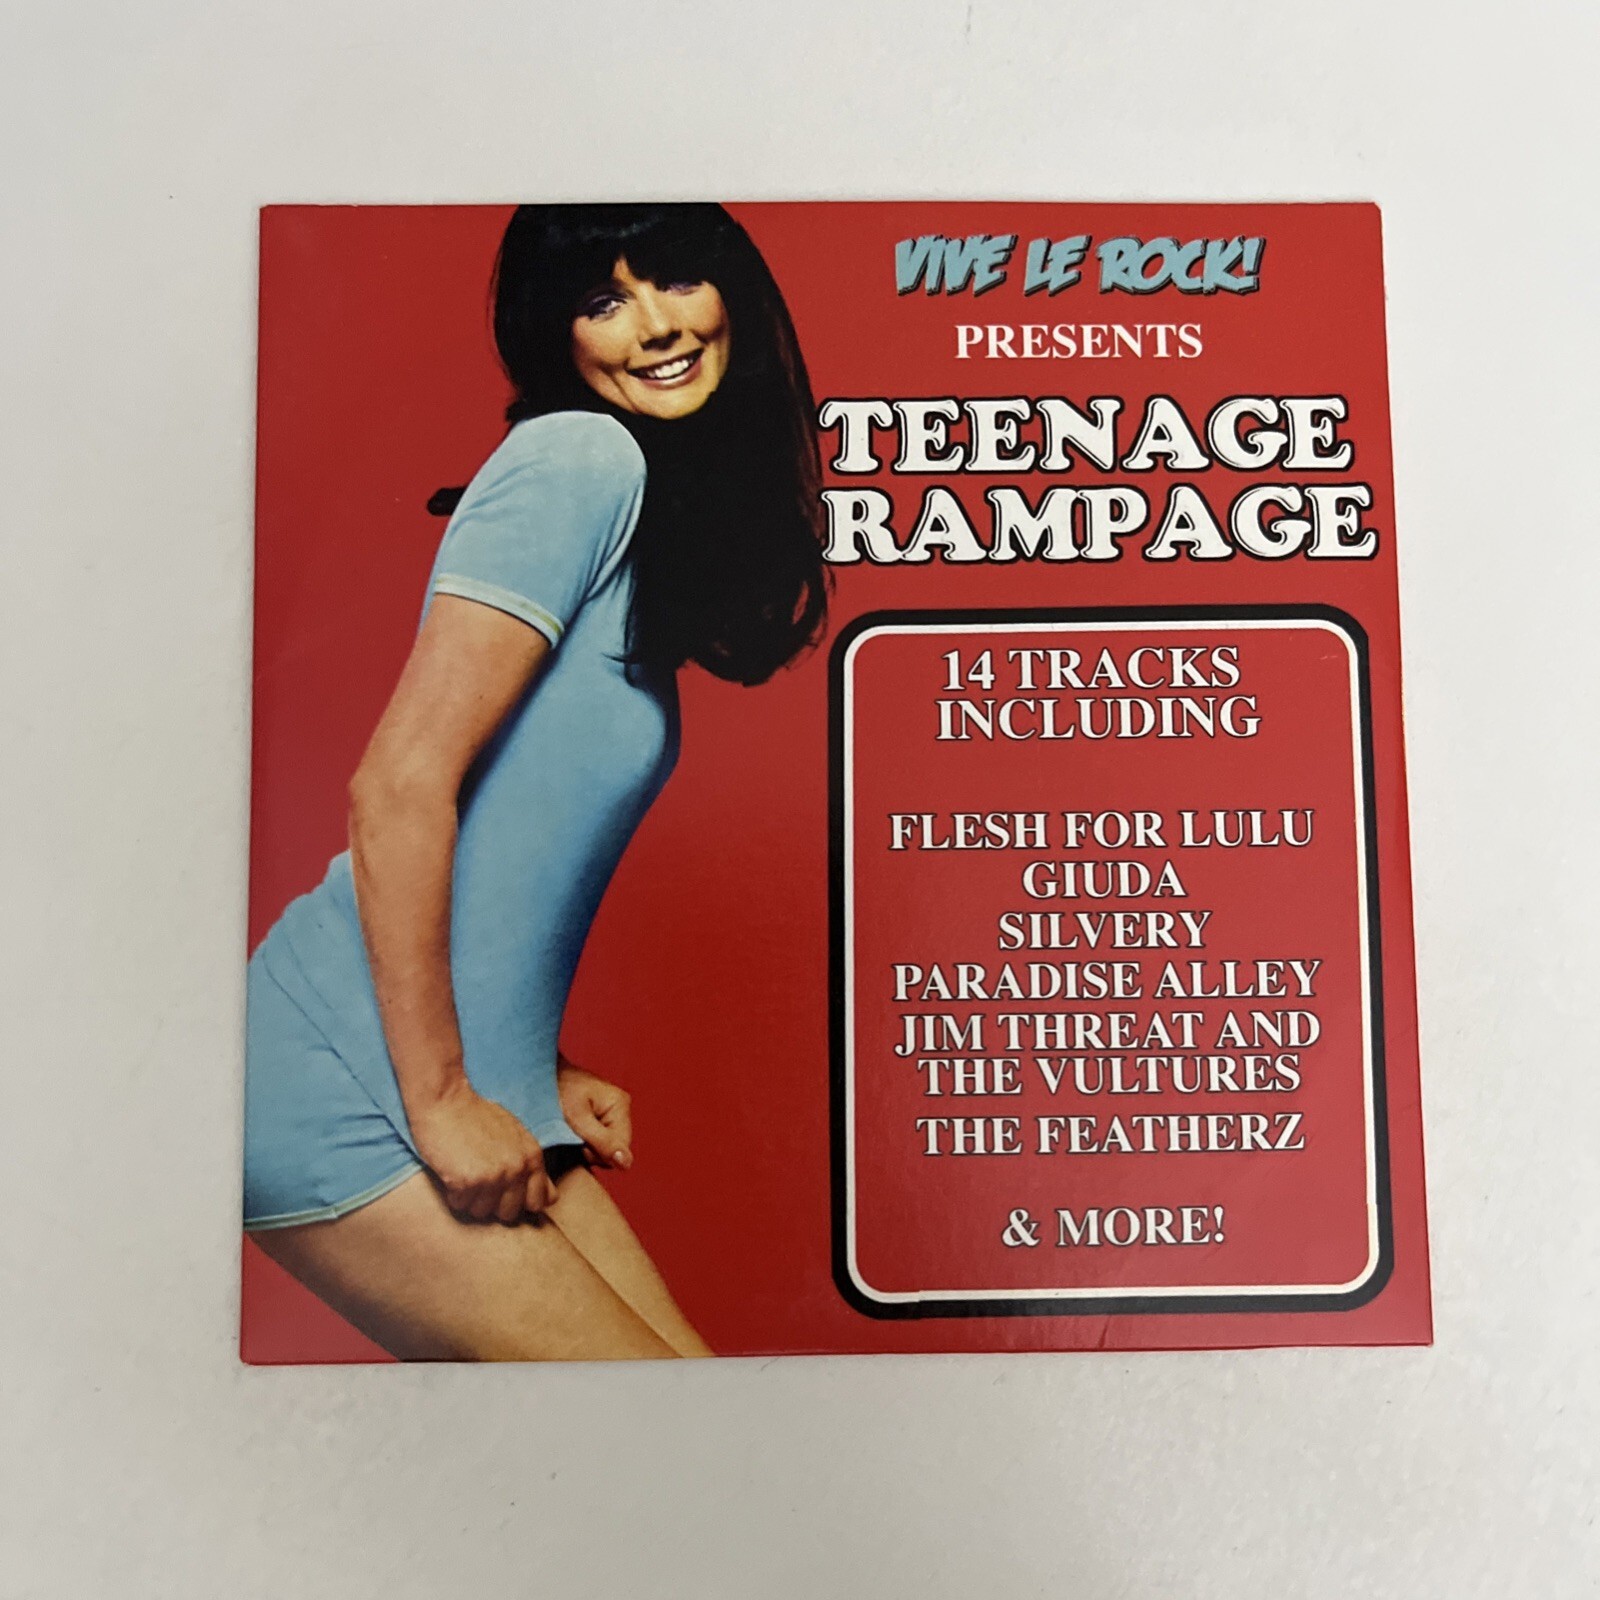 VIVE LE ROCK!
PRESENTS
TEENAGE
RAMPAGE
14 TRACKS
INCLUDING
FLESH FOR LULU
GIUDA
SILVERY
PARADISE ALLEY
JIM THREAT AND
THE VULTURES
THE FEATHERZ
& MORE!